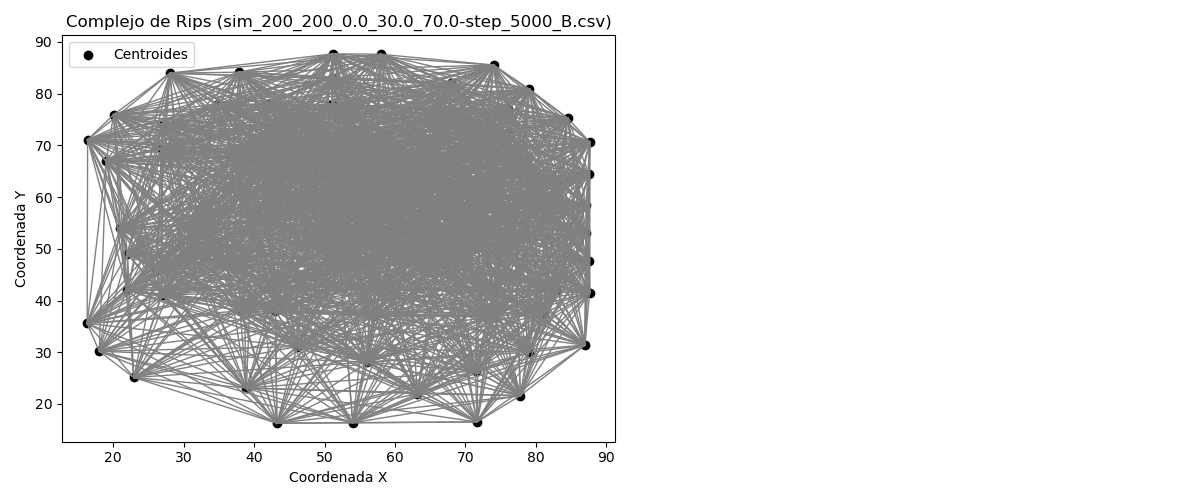 Complejo de Rips (sim_200_200_0.0_30.0_70.0-step_5000_B.csv)
Centroides
90
80
70
60
50
40
30
20
Coordenada Y
20 30 40 50 60 70 80 90
Coordenada X